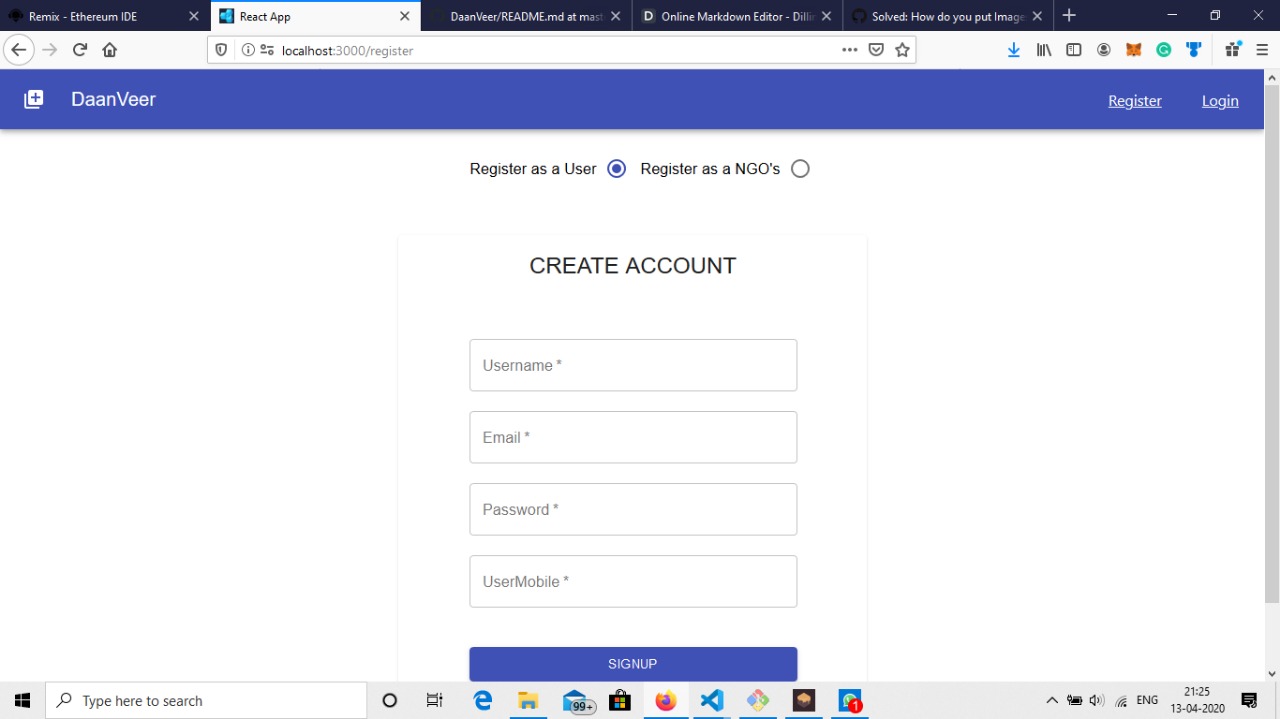 Remix - Ethereum IDE
React App
DaanVeer/README.md at mast
Online Markdown Editor - Dilli
Solved: How do you put Image
localhost:3000/register
DaanVeer
Register
Login
Register as a User
Register as a NGO's
CREATE ACCOUNT
Username *
Email *
Password *
UserMobile *
SIGNUP
Type here to search
99+
1
ENG
21:25
13-04-2020